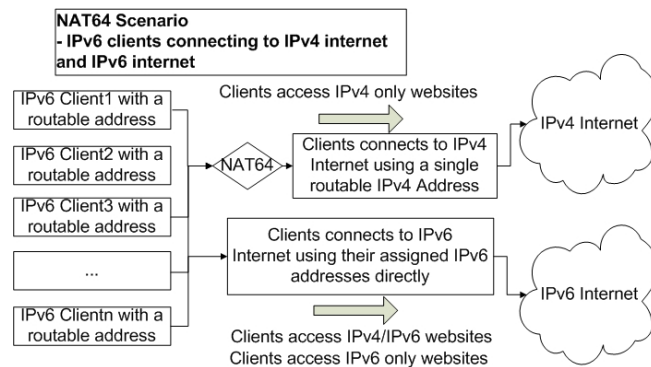 NAT64 Scenario
- IPv6 clients connecting to IPv4 internet
and IPv6 internet
IPv6 Client1 with a
routable address
IPv6 Client2 with a
routable address
IPv6 Client3 with a
routable address
...
IPv6 Clientn with a
routable address
NAT64
Clients access IPv4 only websites
Clients connects to IPv4
Internet using a single
routable IPv4 Address
IPv4 Internet
Clients connects to IPv6
Internet using their assigned IPv6
addresses directly
IPv6 Internet
Clients access IPv4/IPv6 websites
Clients access IPv6 only websites